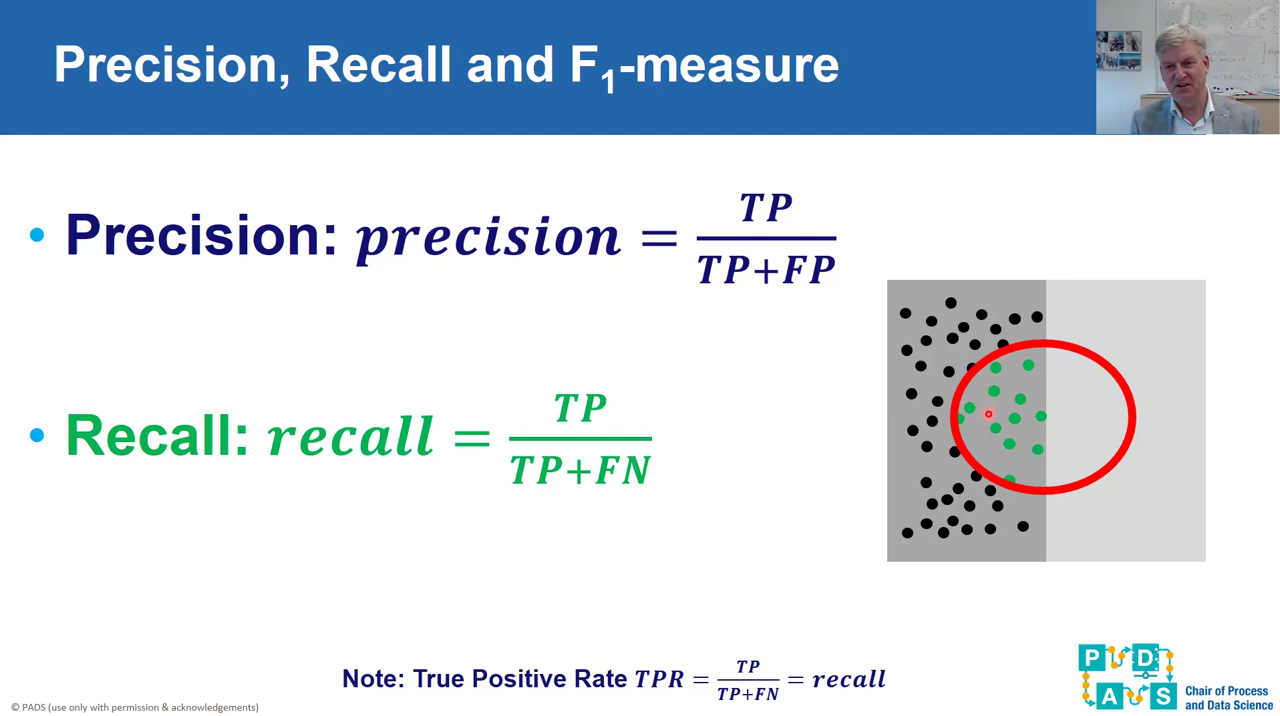 Precision, Recall and F1-measure
• Precision: precision = TP / TP+FP
• Recall: recall = TP / TP+FN
Note: True Positive Rate TPR = TP / TP+FN = recall
P D
A S
Chair of Process
and Data Science
© PADS (use only with permission & acknowledgements)